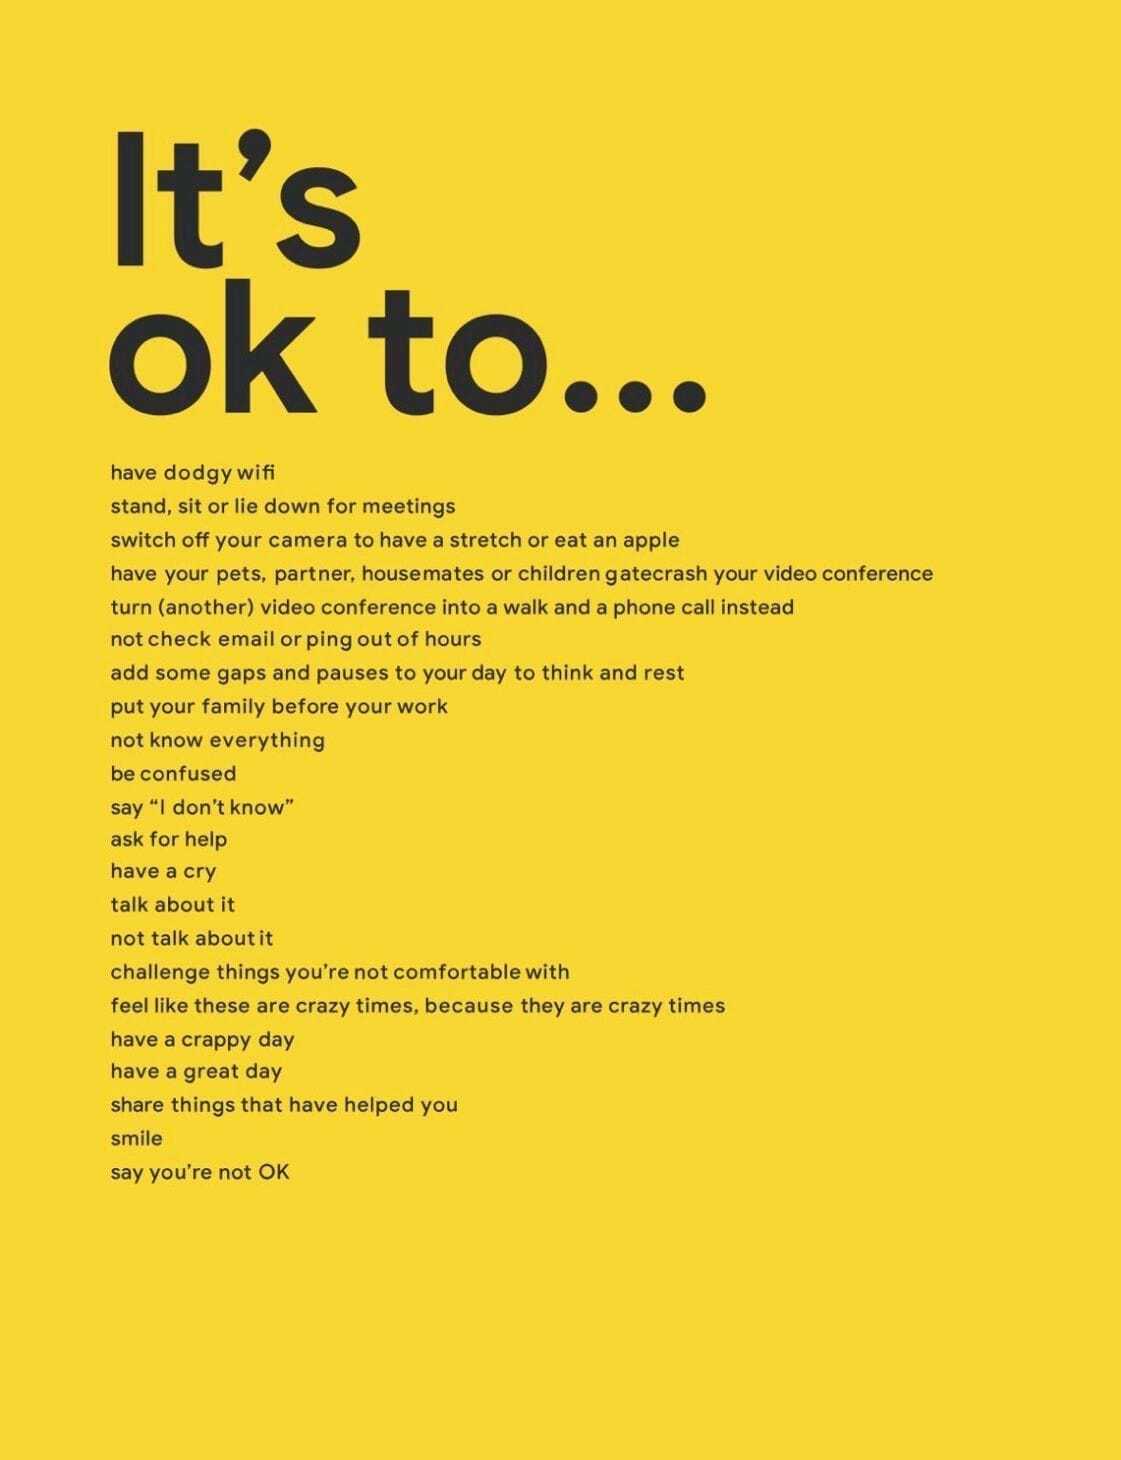 It’s
ok to...
have dodgy wifi
stand, sit or lie down for meetings
switch off your camera to have a stretch or eat an apple
have your pets, partner, housemates or children gatecrash your video conference
turn (another) video conference into a walk and a phone call instead
not check email or ping out of hours
add some gaps and pauses to your day to think and rest
put your family before your work
not know everything
be confused
say “I don’t know”
ask for help
have a cry
talk about it
not talk about it
challenge things you’re not comfortable with
feel like these are crazy times, because they are crazy times
have a crappy day
have a great day
share things that have helped you
smile
say you’re not OK